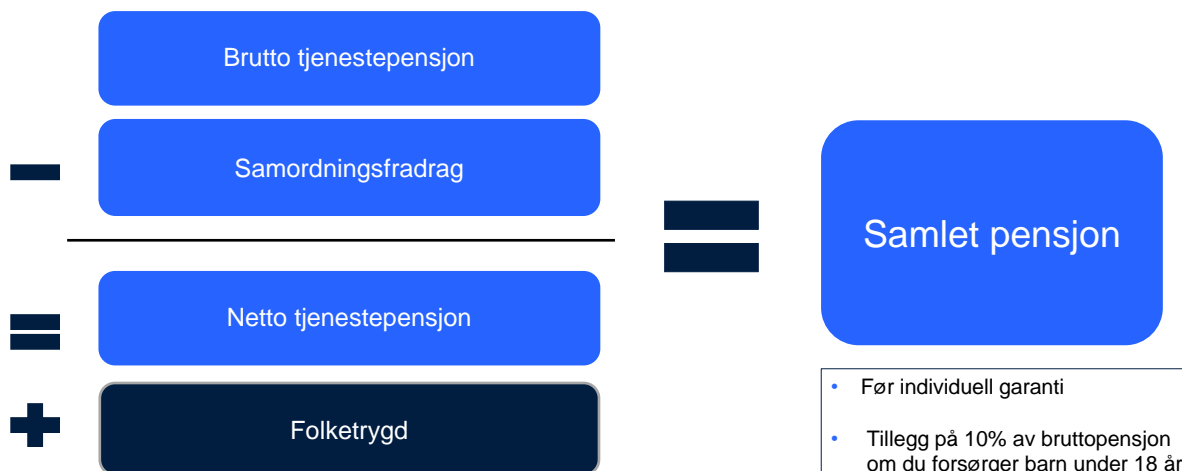 Brutto tjenestepensjon
Samordningsfradrag
Netto tjenestepensjon
Folketrygd
Samlet pensjon
• Før individuell garanti
• Tillegg på 10% av bruttopensjon
om du forsørger barn under 18 år